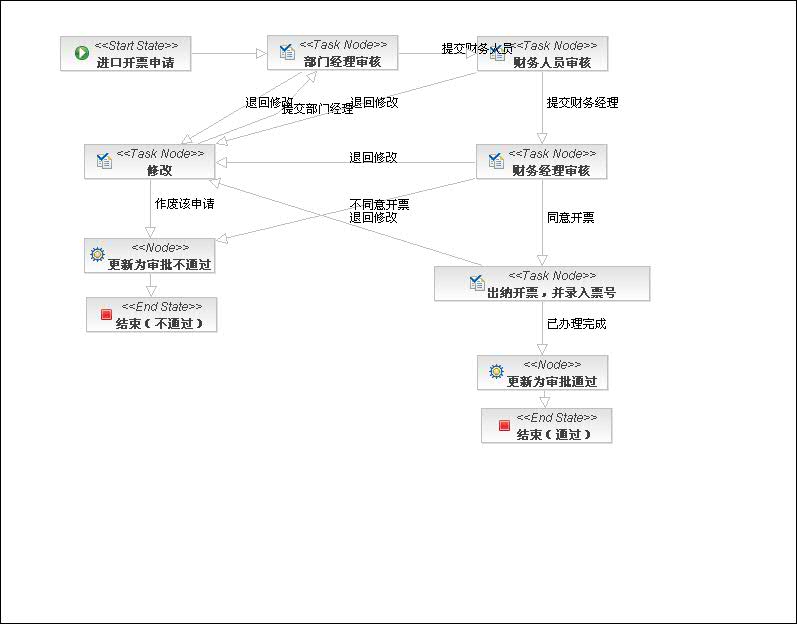 <<Start State>>
进口开票申请
<<Task Node>>
部门经理审核
提交财务人员
<<Task Node>>
财务人员审核
退回修改
提交部门经理
退回修改
提交财务经理
<<Task Node>>
修改
退回修改
<<Task Node>>
财务经理审核
作废该申请
不同意开票
退回修改
同意开票
<<Node>>
更新为审批不通过
<<Task Node>>
出纳开票，并录入票号
<<End State>>
结束（不通过）
已办理完成
<<Node>>
更新为审批通过
<<End State>>
结束（通过）